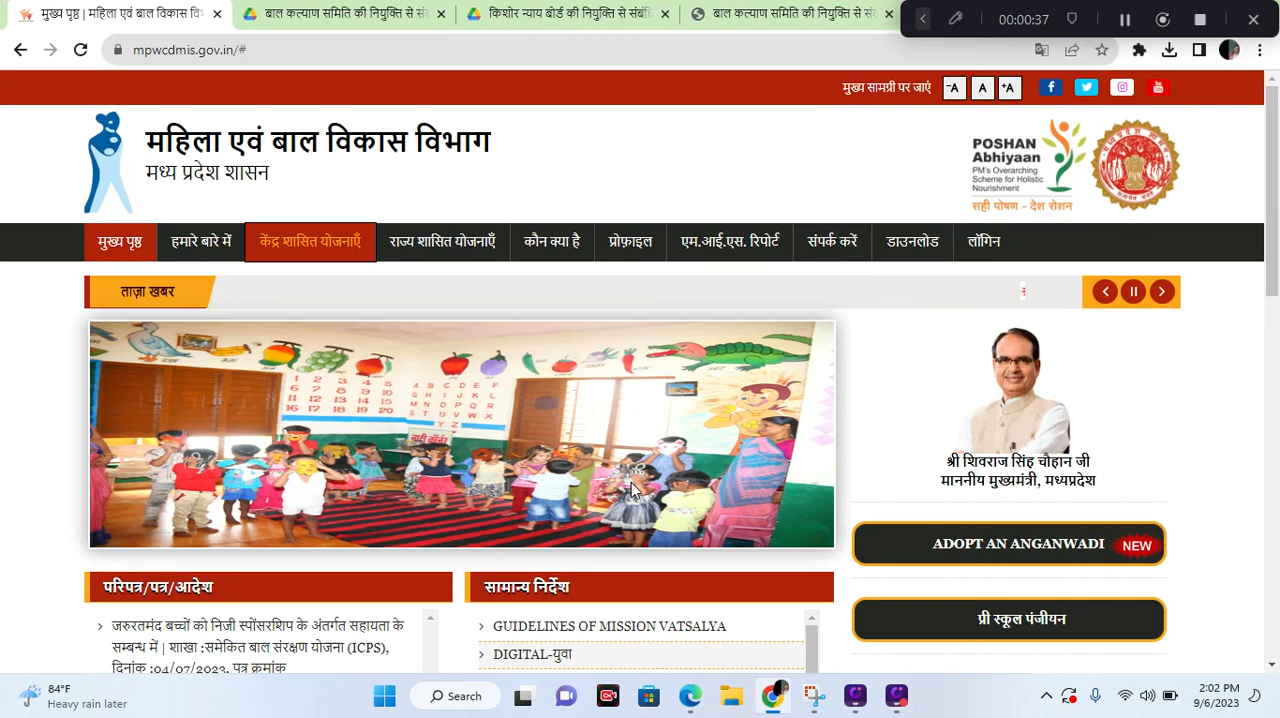 मुख्य पृष्ठ | महिला एवं बाल विकास वि
बाल कल्याण समिति की नियुक्ति से सं
किशोर न्याय बोर्ड की नियुक्ति से संबंधि
बाल कल्याण समिति की नियुक्ति से सं
00:00:37
mpwcdmis.gov.in/#
मुख्य सामग्री पर जाएं
-A
A
+A
महिला एवं बाल विकास विभाग
मध्य प्रदेश शासन
POSHAN
Abhiyaan
PM's Overarching
Scheme for Holistic
Nourishment
सही पोषण - देश रोशन
मुख्य पृष्ठ
हमारे बारे में
केंद्र शासित योजनाएँ
राज्य शासित योजनाएँ
कौन क्या है
प्रोफ़ाइल
एम.आई.एस. रिपोर्ट
संपर्क करें
डाउनलोड
लॉगिन
ताज़ा खबर
श्री शिवराज सिंह चौहान जी
माननीय मुख्यमंत्री, मध्यप्रदेश
ADOPT AN ANGANWADI NEW
प्री स्कूल पंजीयन
परिपत्र/पत्र/आदेश
जरुरतमंद बच्चों को निजी स्पोंसरशिप के अंतर्गत सहायता के
सम्बन्ध में | शाखा :समेकित बाल संरक्षण योजना (ICPS),
दिनांक :04/07/2023, पत्र क्रमांक
सामान्य निर्देश
GUIDELINES OF MISSION VATSALYA
DIGITAL-युवा
84°F
Heavy rain later
Search
2:02 PM
9/6/2023